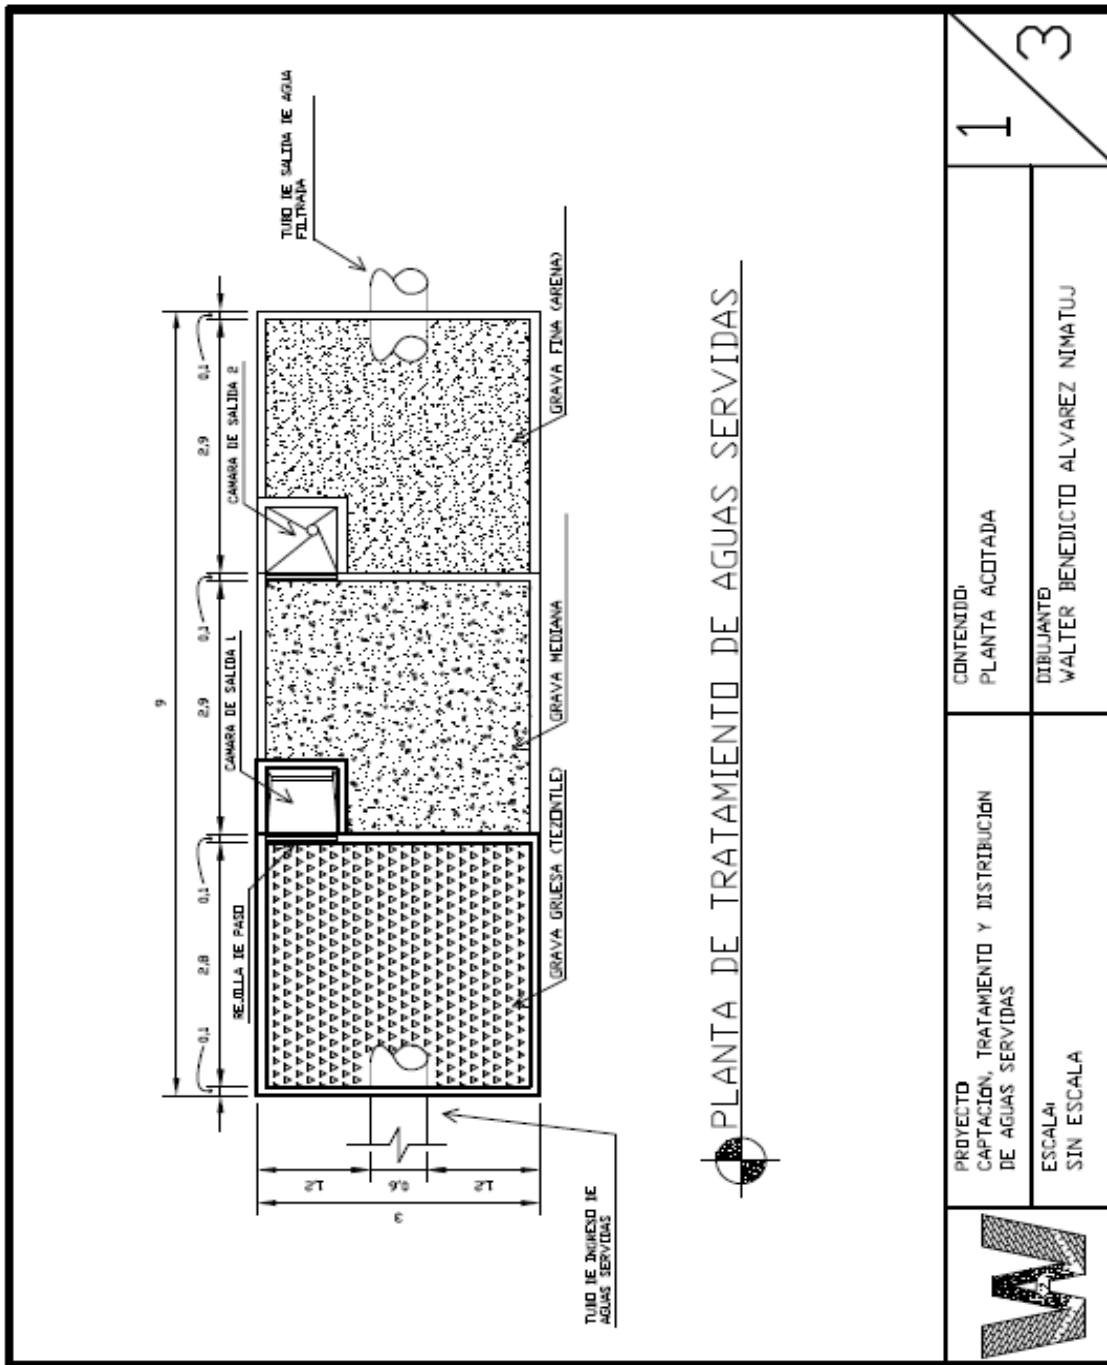 TUBO DE SALIDA DE AGUA
FILTRADA
9
0,1
2,8
0,1
2,9
0,1
2,9
0,1
REJILLA DE PASO
CAMARA DE SALIDA 1
CAMARA DE SALIDA 2
1,2
0,6
1,2
3
TUBO DE INGRESO DE
AGUAS SERVIDAS
GRAVA GRUESA (TEZONTLE)
GRAVA MEDIANA
GRAVA FINA (ARENA)
PLANTA DE TRATAMIENTO DE AGUAS SERVIDAS
PROYECTO:
CAPTACIÓN, TRATAMIENTO Y DISTRIBUCIÓN
DE AGUAS SERVIDAS
ESCALA:
SIN ESCALA
CONTENIDO:
PLANTA ACOTADA
DIBUJANTE:
WALTER BENEDICTO ALVAREZ NIMATUJ
1
3
W